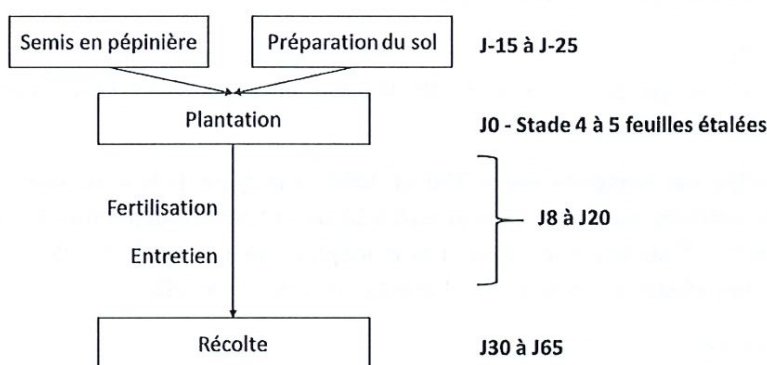 Semis en pépinière
Préparation du sol
J-15 à J-25
Plantation
J0 - Stade 4 à 5 feuilles étalées
Fertilisation
J8 à J20
Entretien
Récolte
J30 à J65